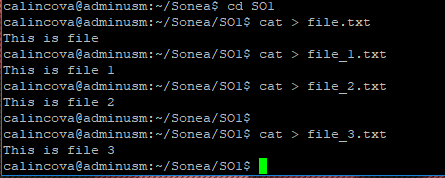 calincova@adminusm:~/Sonea$ cd SO1
calincova@adminusm:~/Sonea/SO1$ cat > file.txt
This is file
calincova@adminusm:~/Sonea/SO1$ cat > file_1.txt
This is file 1
calincova@adminusm:~/Sonea/SO1$ cat > file_2.txt
This is file 2
calincova@adminusm:~/Sonea/SO1$
calincova@adminusm:~/Sonea/SO1$ cat > file_3.txt
This is file 3
calincova@adminusm:~/Sonea/SO1$